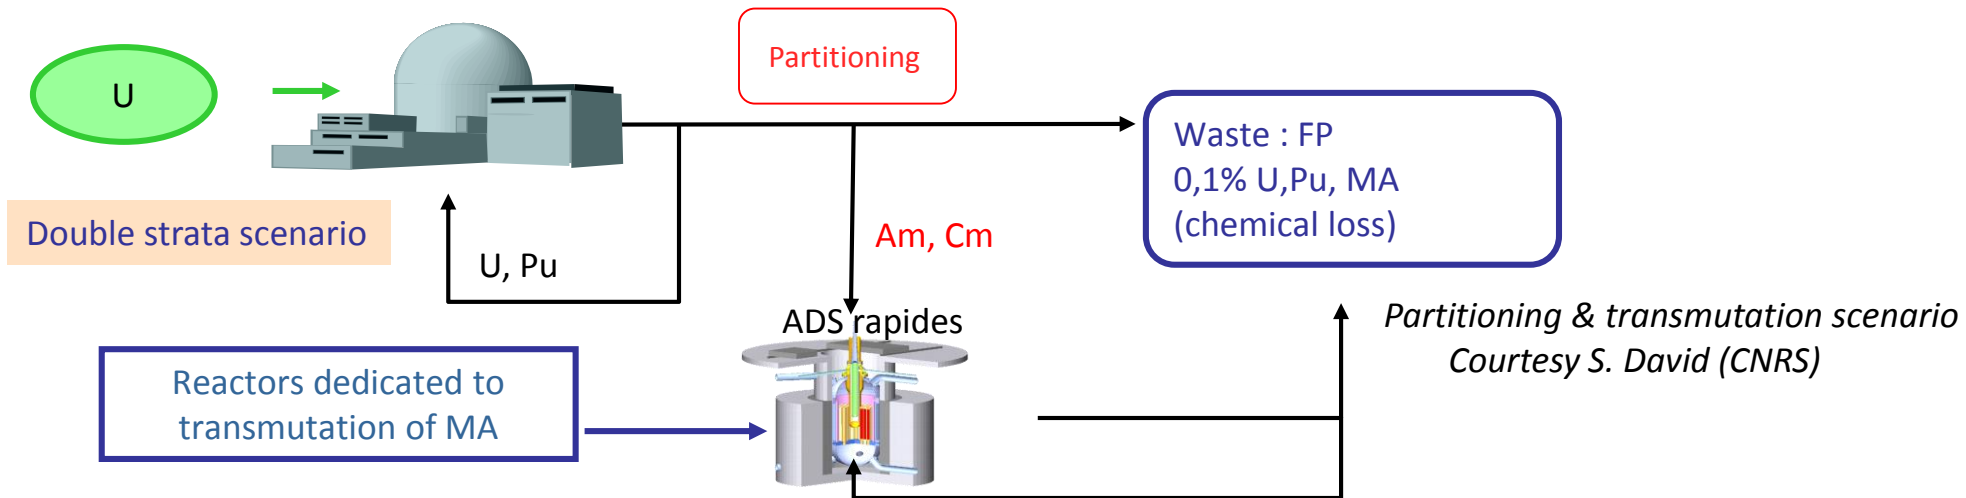 Partitioning
U
Waste : FP
0,1% U,Pu, MA
(chemical loss)
Double strata scenario
Am, Cm
U, Pu
ADS rapides
Partitioning & transmutation scenario
Courtesy S. David (CNRS)
Reactors dedicated to
transmutation of MA